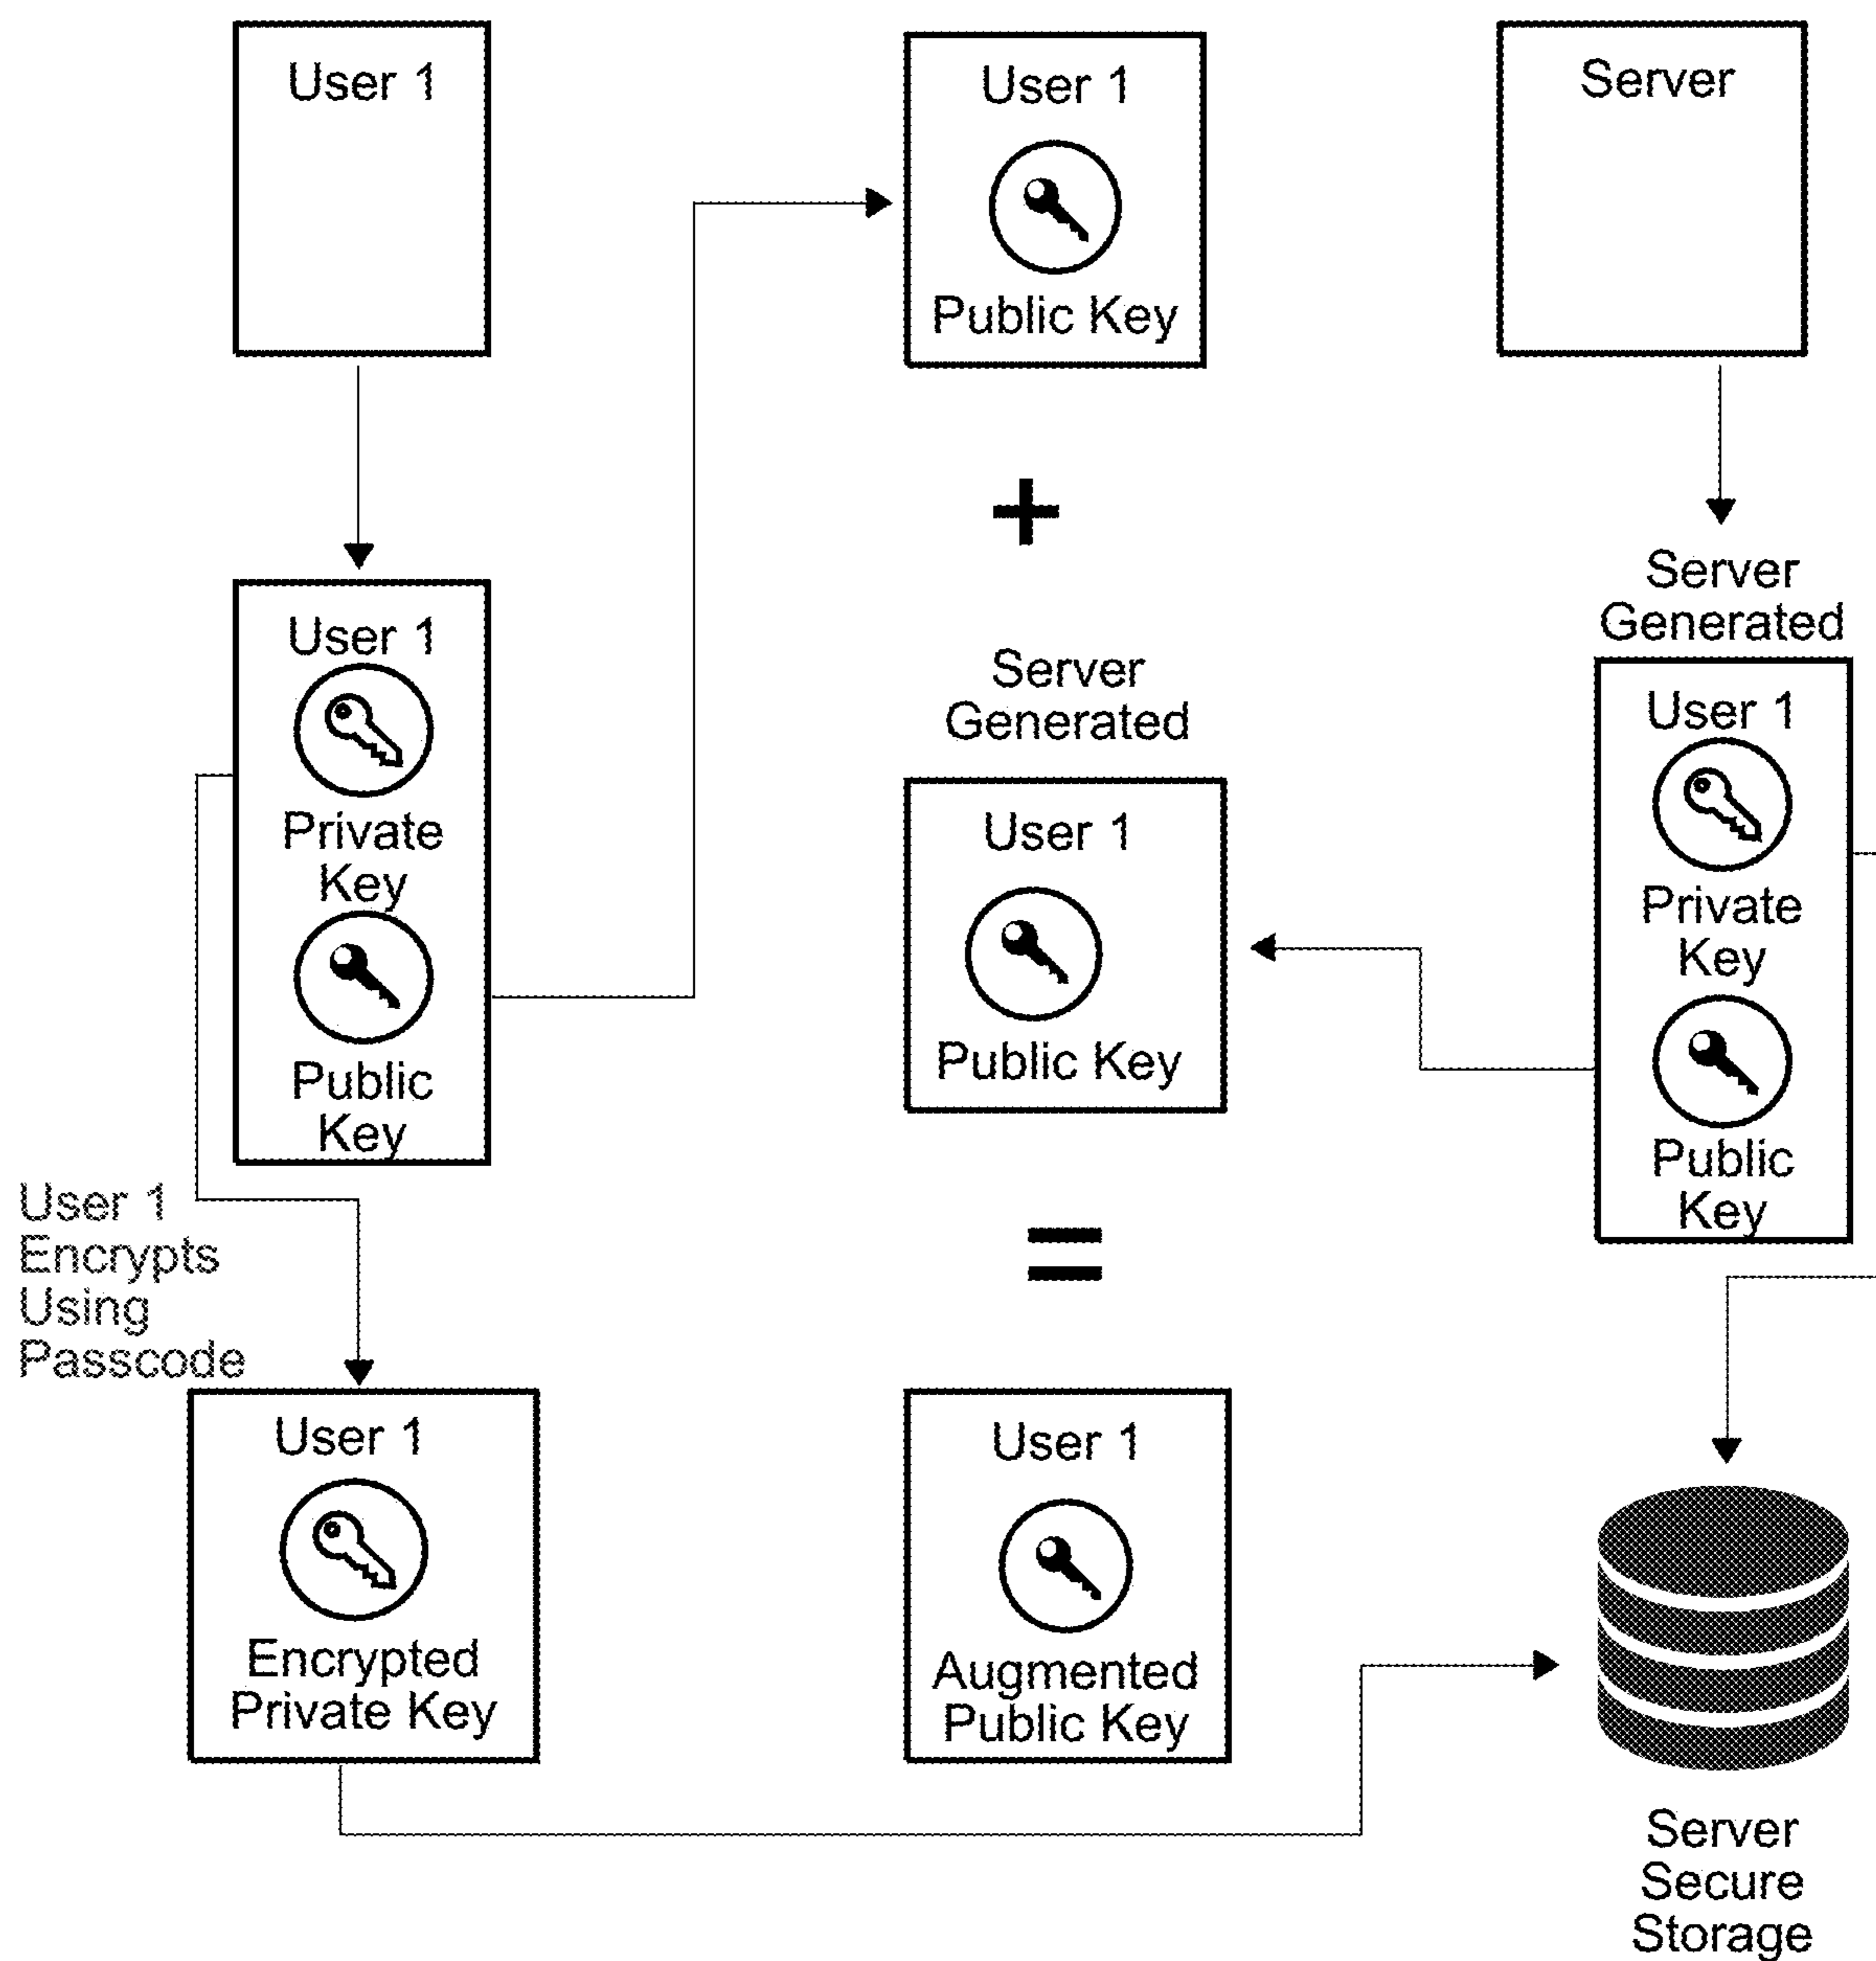 User 1
User 1
Private
Key
Public
Key
User 1
Encrypts
Using
Passcode
User 1
Encrypted
Private Key
User 1
Public Key
+
Server
Generated
User 1
Public Key
=
User 1
Augmented
Public Key
Server
Server
Generated
User 1
Private
Key
Public
Key
Server
Secure
Storage